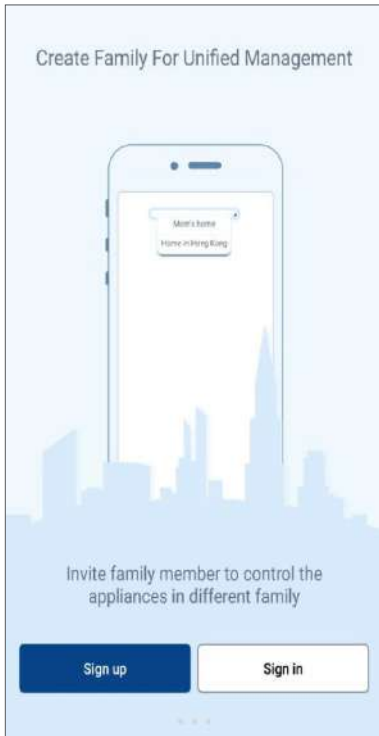 Create Family For Unified Management
Mom's home
Home in Hong Kong
Invite family member to control the
appliances in different family
Sign up
Sign in